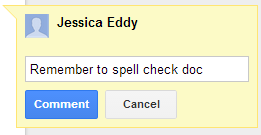 Jessica Eddy
Remember to spell check doc
Comment
Cancel